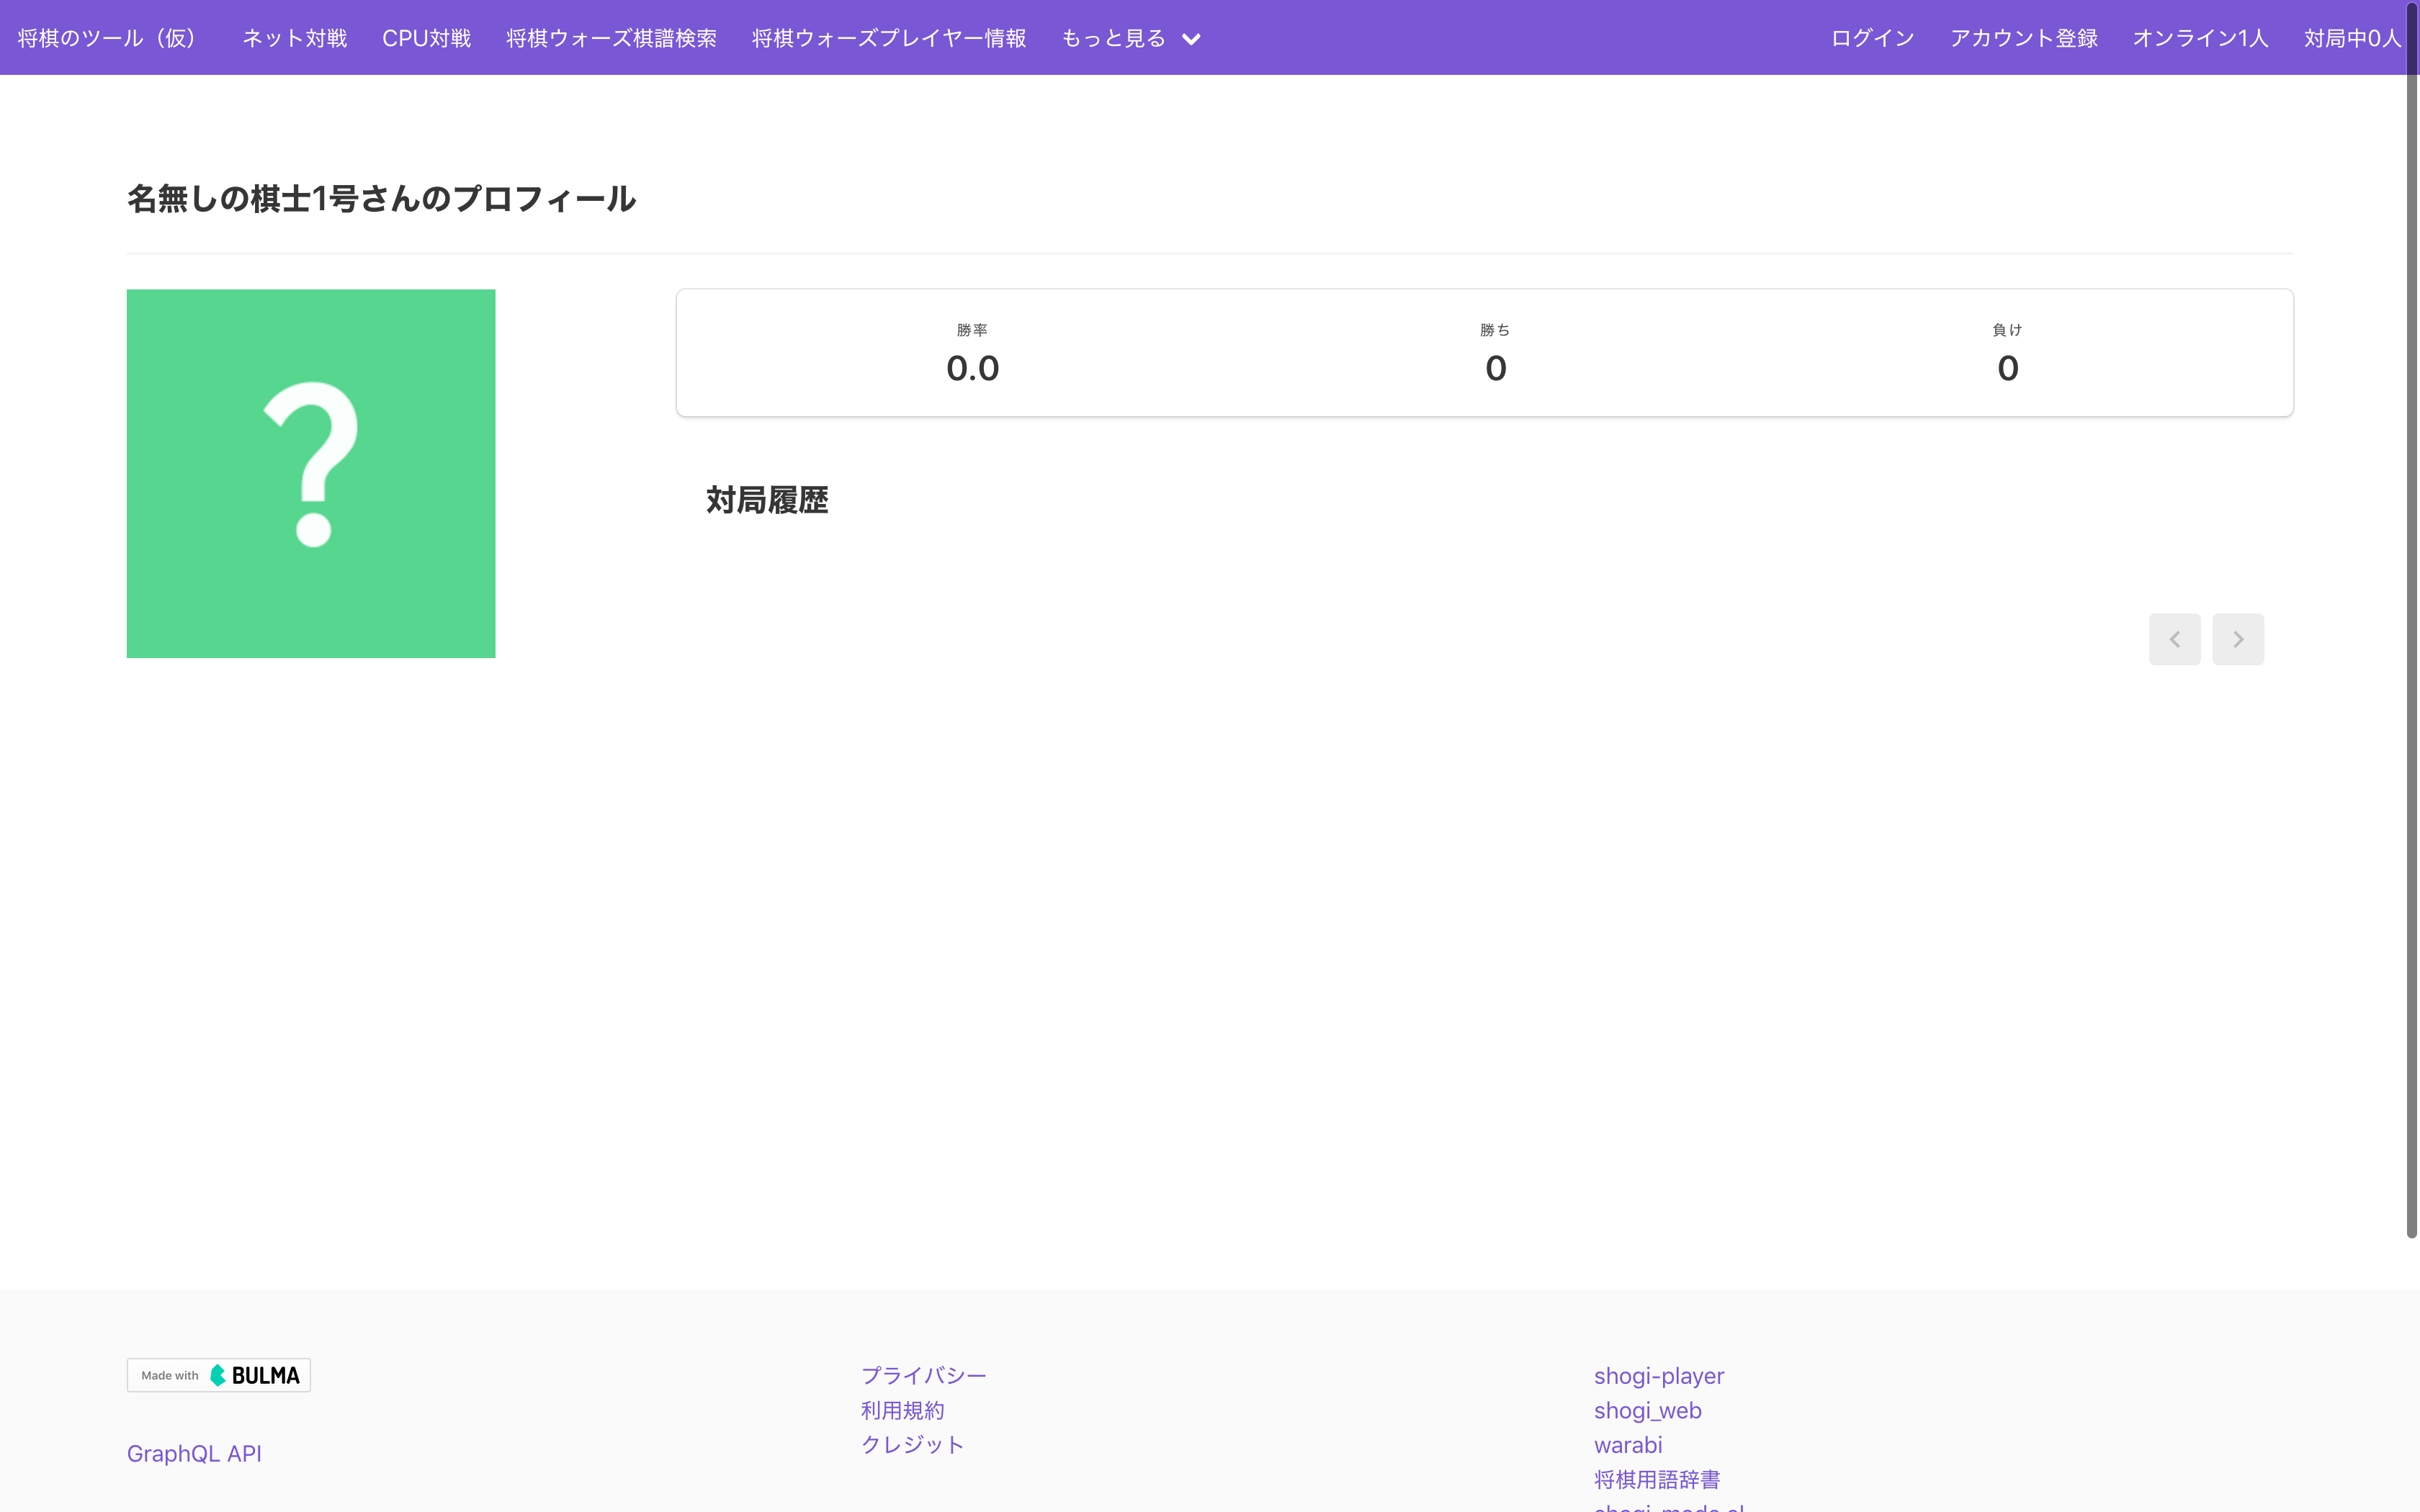 将棋のツール（仮） ネット対戦 CPU対戦 将棋ウォーズ棋譜検索 将棋ウォーズプレイヤー情報 もっと見る ログイン アカウント登録 オンライン1人 対局中0人
名無しの棋士1号さんのプロフィール
勝率 勝ち 負け
0.0 0 0
対局履歴
Made with BULMA
GraphQL API
プライバシー
利用規約
クレジット
shogi-player
shogi_web
warabi
将棋用語辞書